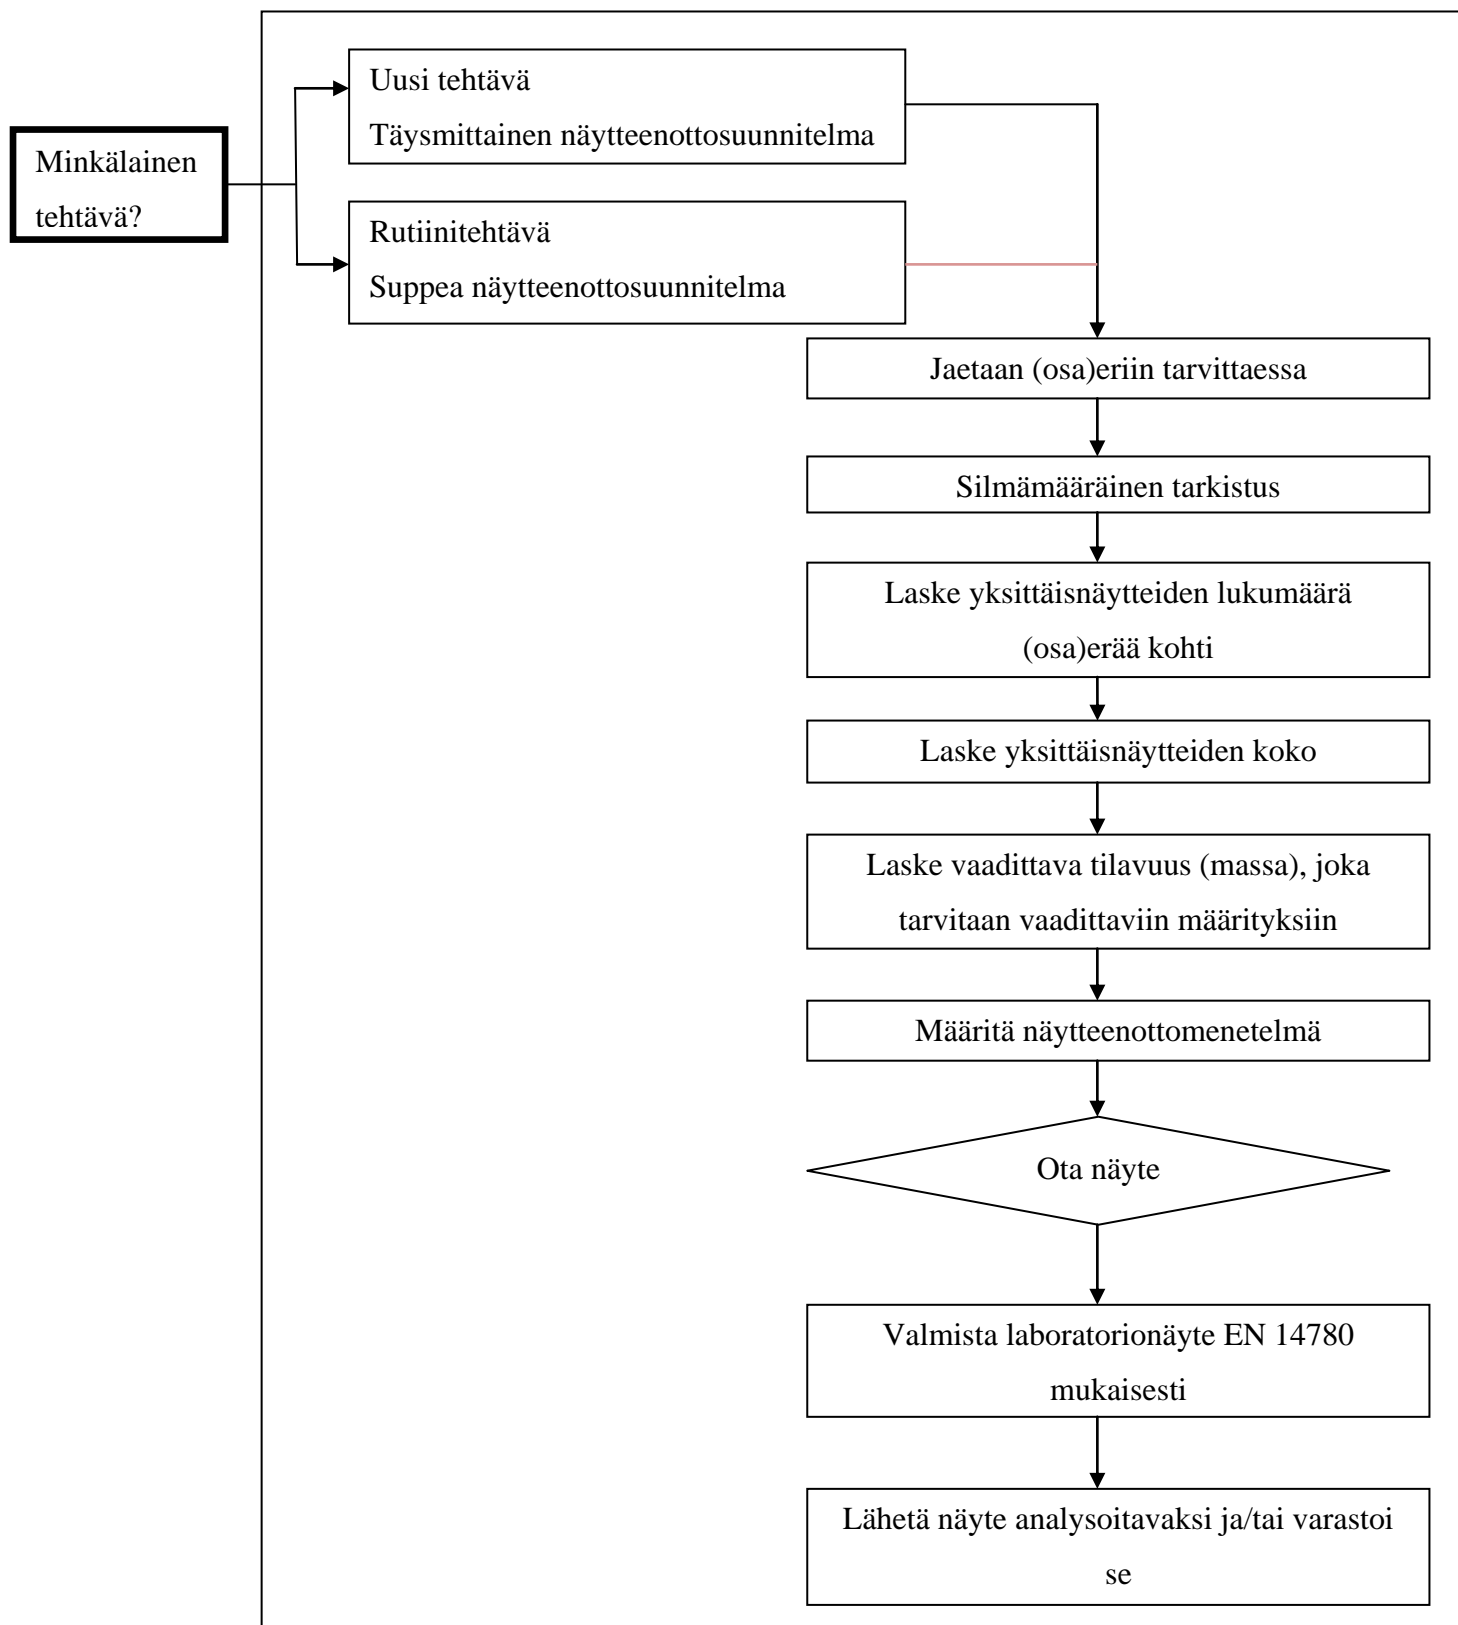 Minkälainen
tehtävä?
Uusi tehtävä
Täysmittainen näytteenottosuunnitelma
Rutiinitehtävä
Suppea näytteenottosuunnitelma
Jaetaan (osa)eriin tarvittaessa
Silmämääräinen tarkistus
Laske yksittäisnäytteiden lukumäärä
(osa)erää kohti
Laske yksittäisnäytteiden koko
Laske vaadittava tilavuus (massa), joka
tarvitaan vaadittaviin määrityksiin
Määritä näytteenottomenetelmä
Ota näyte
Valmista laboratorionäyte EN 14780
mukaisesti
Lähetä näyte analysoitavaksi ja/tai varastoi
se